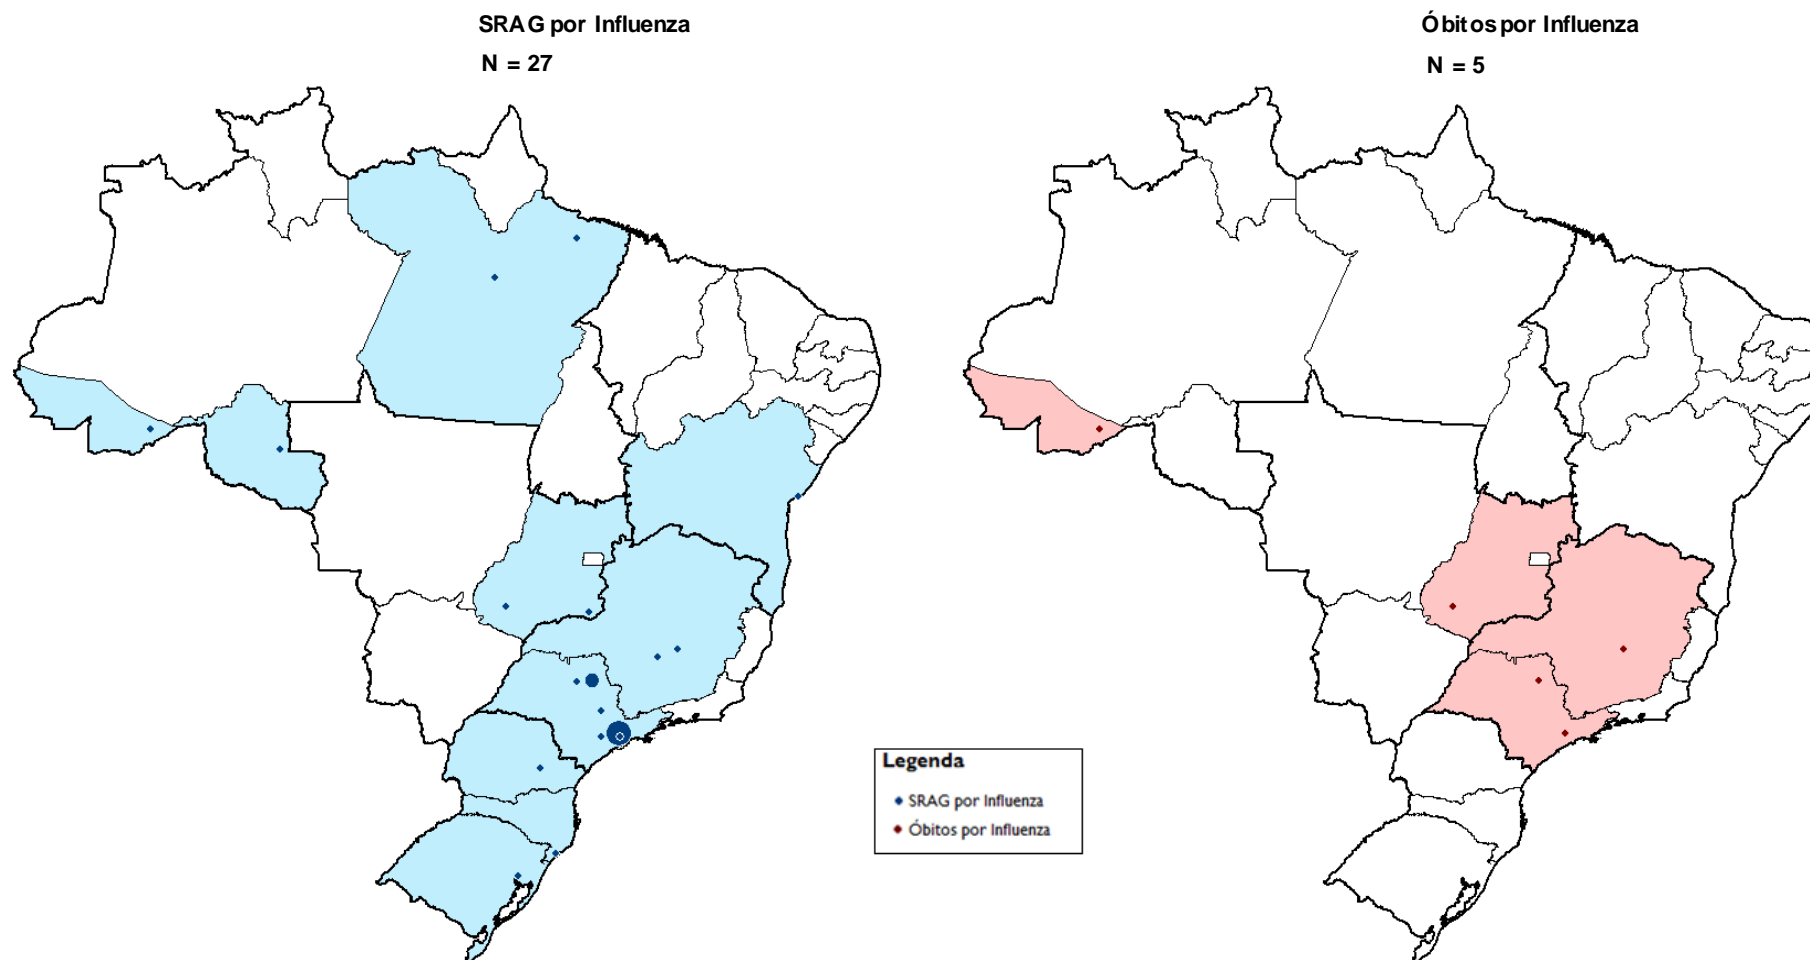 SRAG por Influenza
N = 27
Óbitos por Influenza
N = 5
Legenda
SRAG por Influenza
Óbitos por Influenza